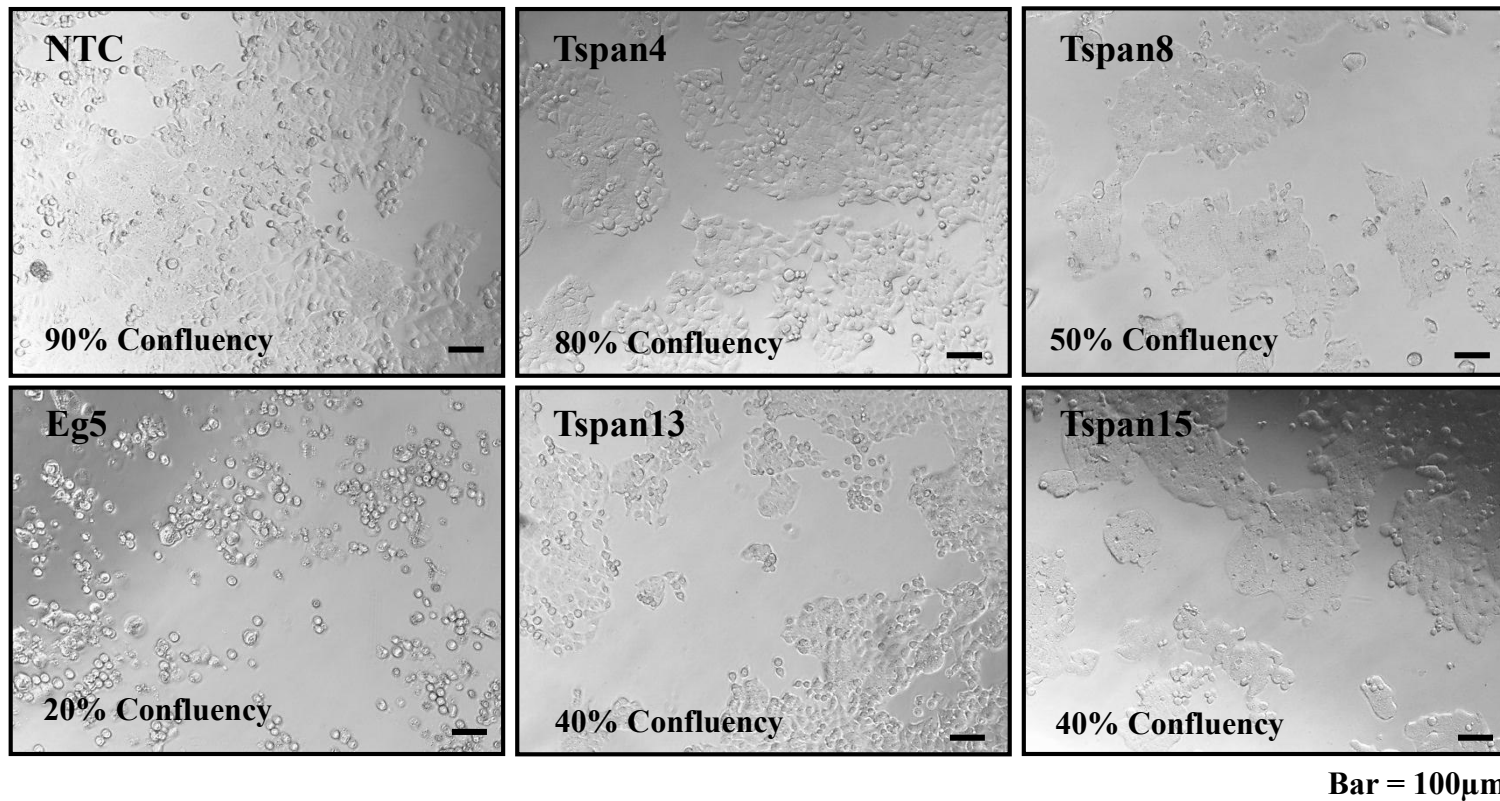 NTC
90% Confluency
Tspan4
80% Confluency
Tspan8
50% Confluency
Eg5
20% Confluency
Tspan13
40% Confluency
Tspan15
40% Confluency
Bar = 100µm